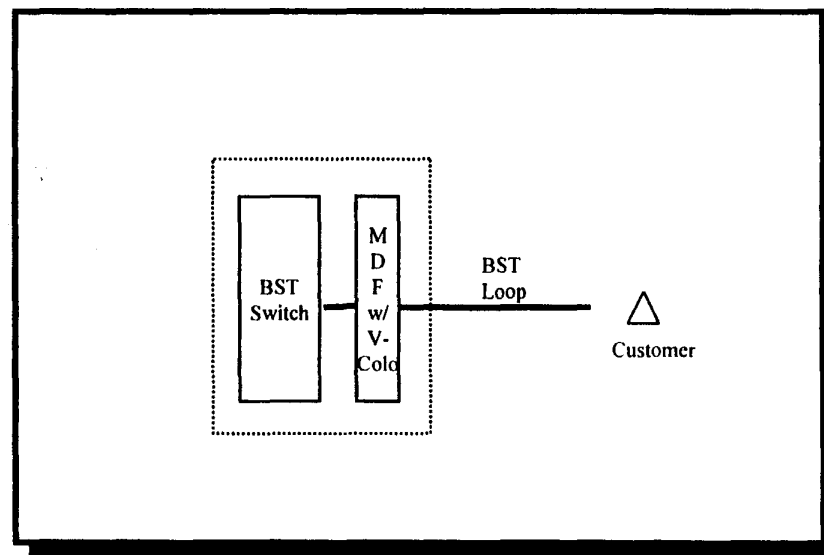 BST
Switch
M
D
F
w/
V-
Colo
BST
Loop
Customer